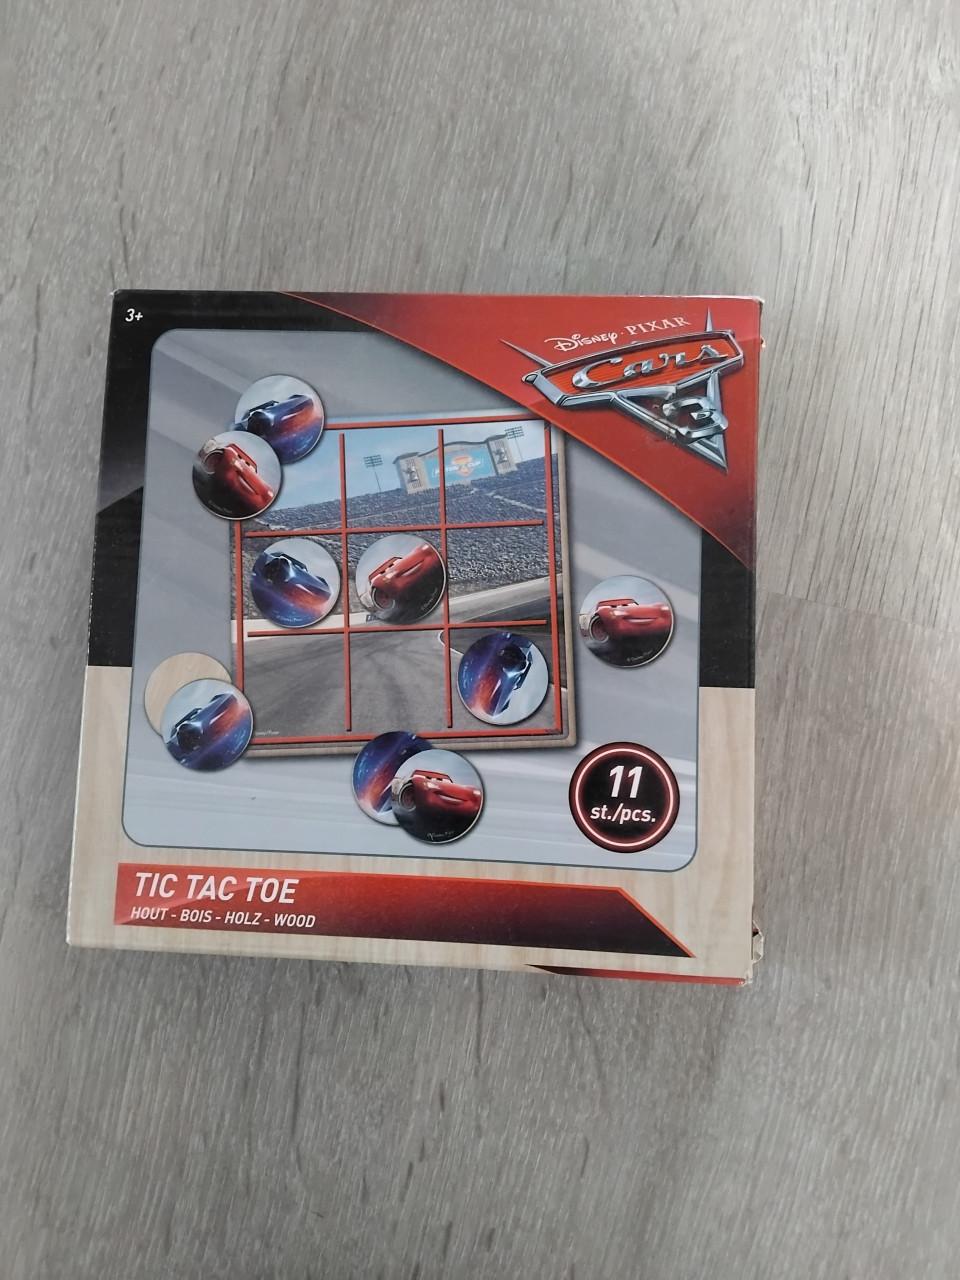 3+
Disney · PIXAR
Cars
3
11
st./pcs.
TIC TAC TOE
HOUT - BOIS - HOLZ - WOOD